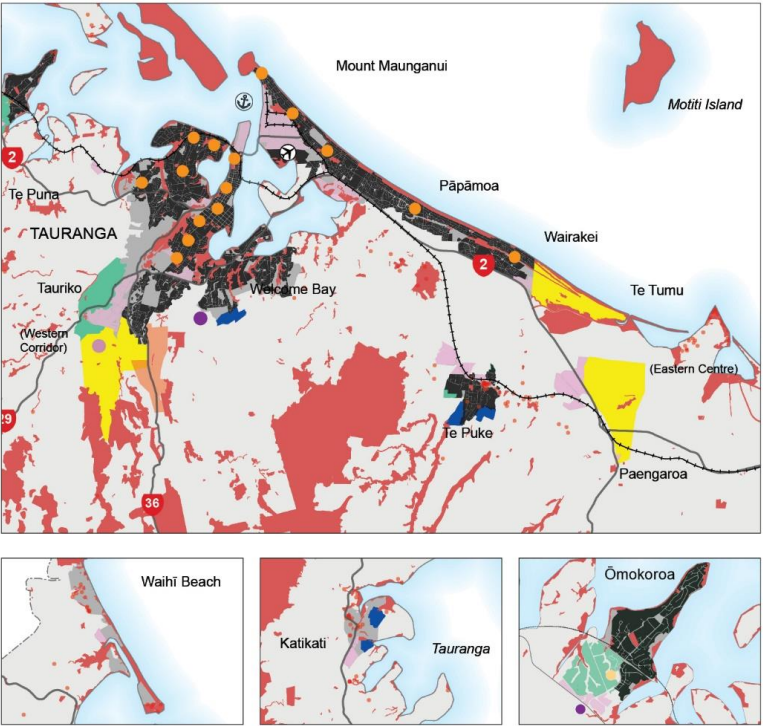 Mount Maunganui
Motiti Island
2
Te Puna
Pāpāmoa
TAURANGA
Wairakei
2
Tauriko
Welcome Bay
Te Tumu
(Western
Corridor)
(Eastern Centre)
29
Te Puke
Paengaroa
36
Waihī Beach
Katikati
Tauranga
Ōmokoroa